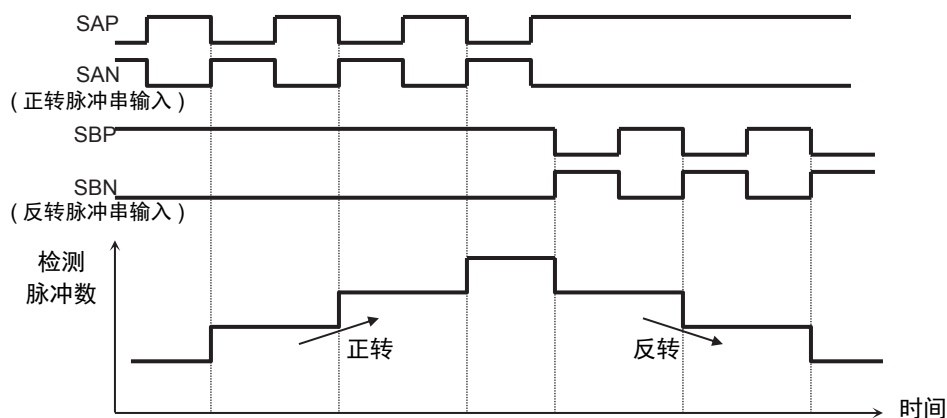 SAP
SAN
( 正转脉冲串输入 )
SBP
SBN
( 反转脉冲串输入 )
检测
脉冲数
正转
反转
时间